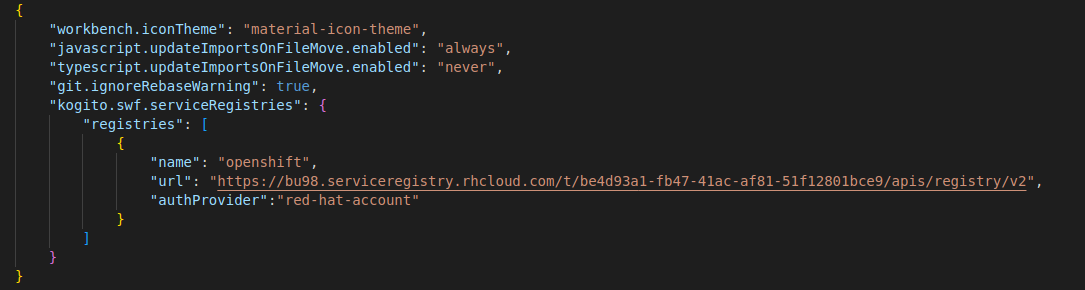 {
    "workbench.iconTheme": "material-icon-theme",
    "javascript.updateImportsOnFileMove.enabled": "always",
    "typescript.updateImportsOnFileMove.enabled": "never",
    "git.ignoreRebaseWarning": true,
    "kogito.swf.serviceRegistries": {
        "registries": [
            {
                "name": "openshift",
                "url": "https://bu98.serviceregistry.rhcloud.com/t/be4d93a1-fb47-41ac-af81-51f12801bce9/apis/registry/v2",
                "authProvider":"red-hat-account"
            }
        ]
    }
}